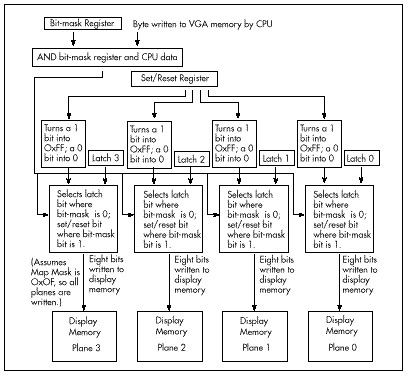 Bit-mask Register
Byte written to VGA memory by CPU
AND bit-mask register and CPU data
Set/Reset Register
Turns a 1
bit into
OxFF; a 0
bit into 0
Latch 3
Turns a 1
bit into
OxFF; a 0
bit into 0
Latch 2
Turns a 1
bit into
OxFF; a 0
bit into 0
Latch 1
Turns a 1
bit into
OxFF; a 0
bit into 0
Latch 0
Selects latch
bit where
bit-mask is 0;
set/reset bit
where bit-mask
bit is 1.
Selects latch
bit where
bit-mask is 0;
set/reset bit
where bit-mask
bit is 1.
Selects latch
bit where
bit-mask is 0;
set/reset bit
where bit-mask
bit is 1.
Selects latch
bit where
bit-mask is 0;
set/reset bit
where bit-mask
bit is 1.
(Assumes
Map Mask is
OxOF, so all
planes are
written.)
Eight bits
written to
display
memory
Eight bits
written to
display
memory
Eight bits
written to
display
memory
Eight bits
written to
display
memory
Display
Memory
Plane 3
Display
Memory
Plane 2
Display
Memory
Plane 1
Display
Memory
Plane 0